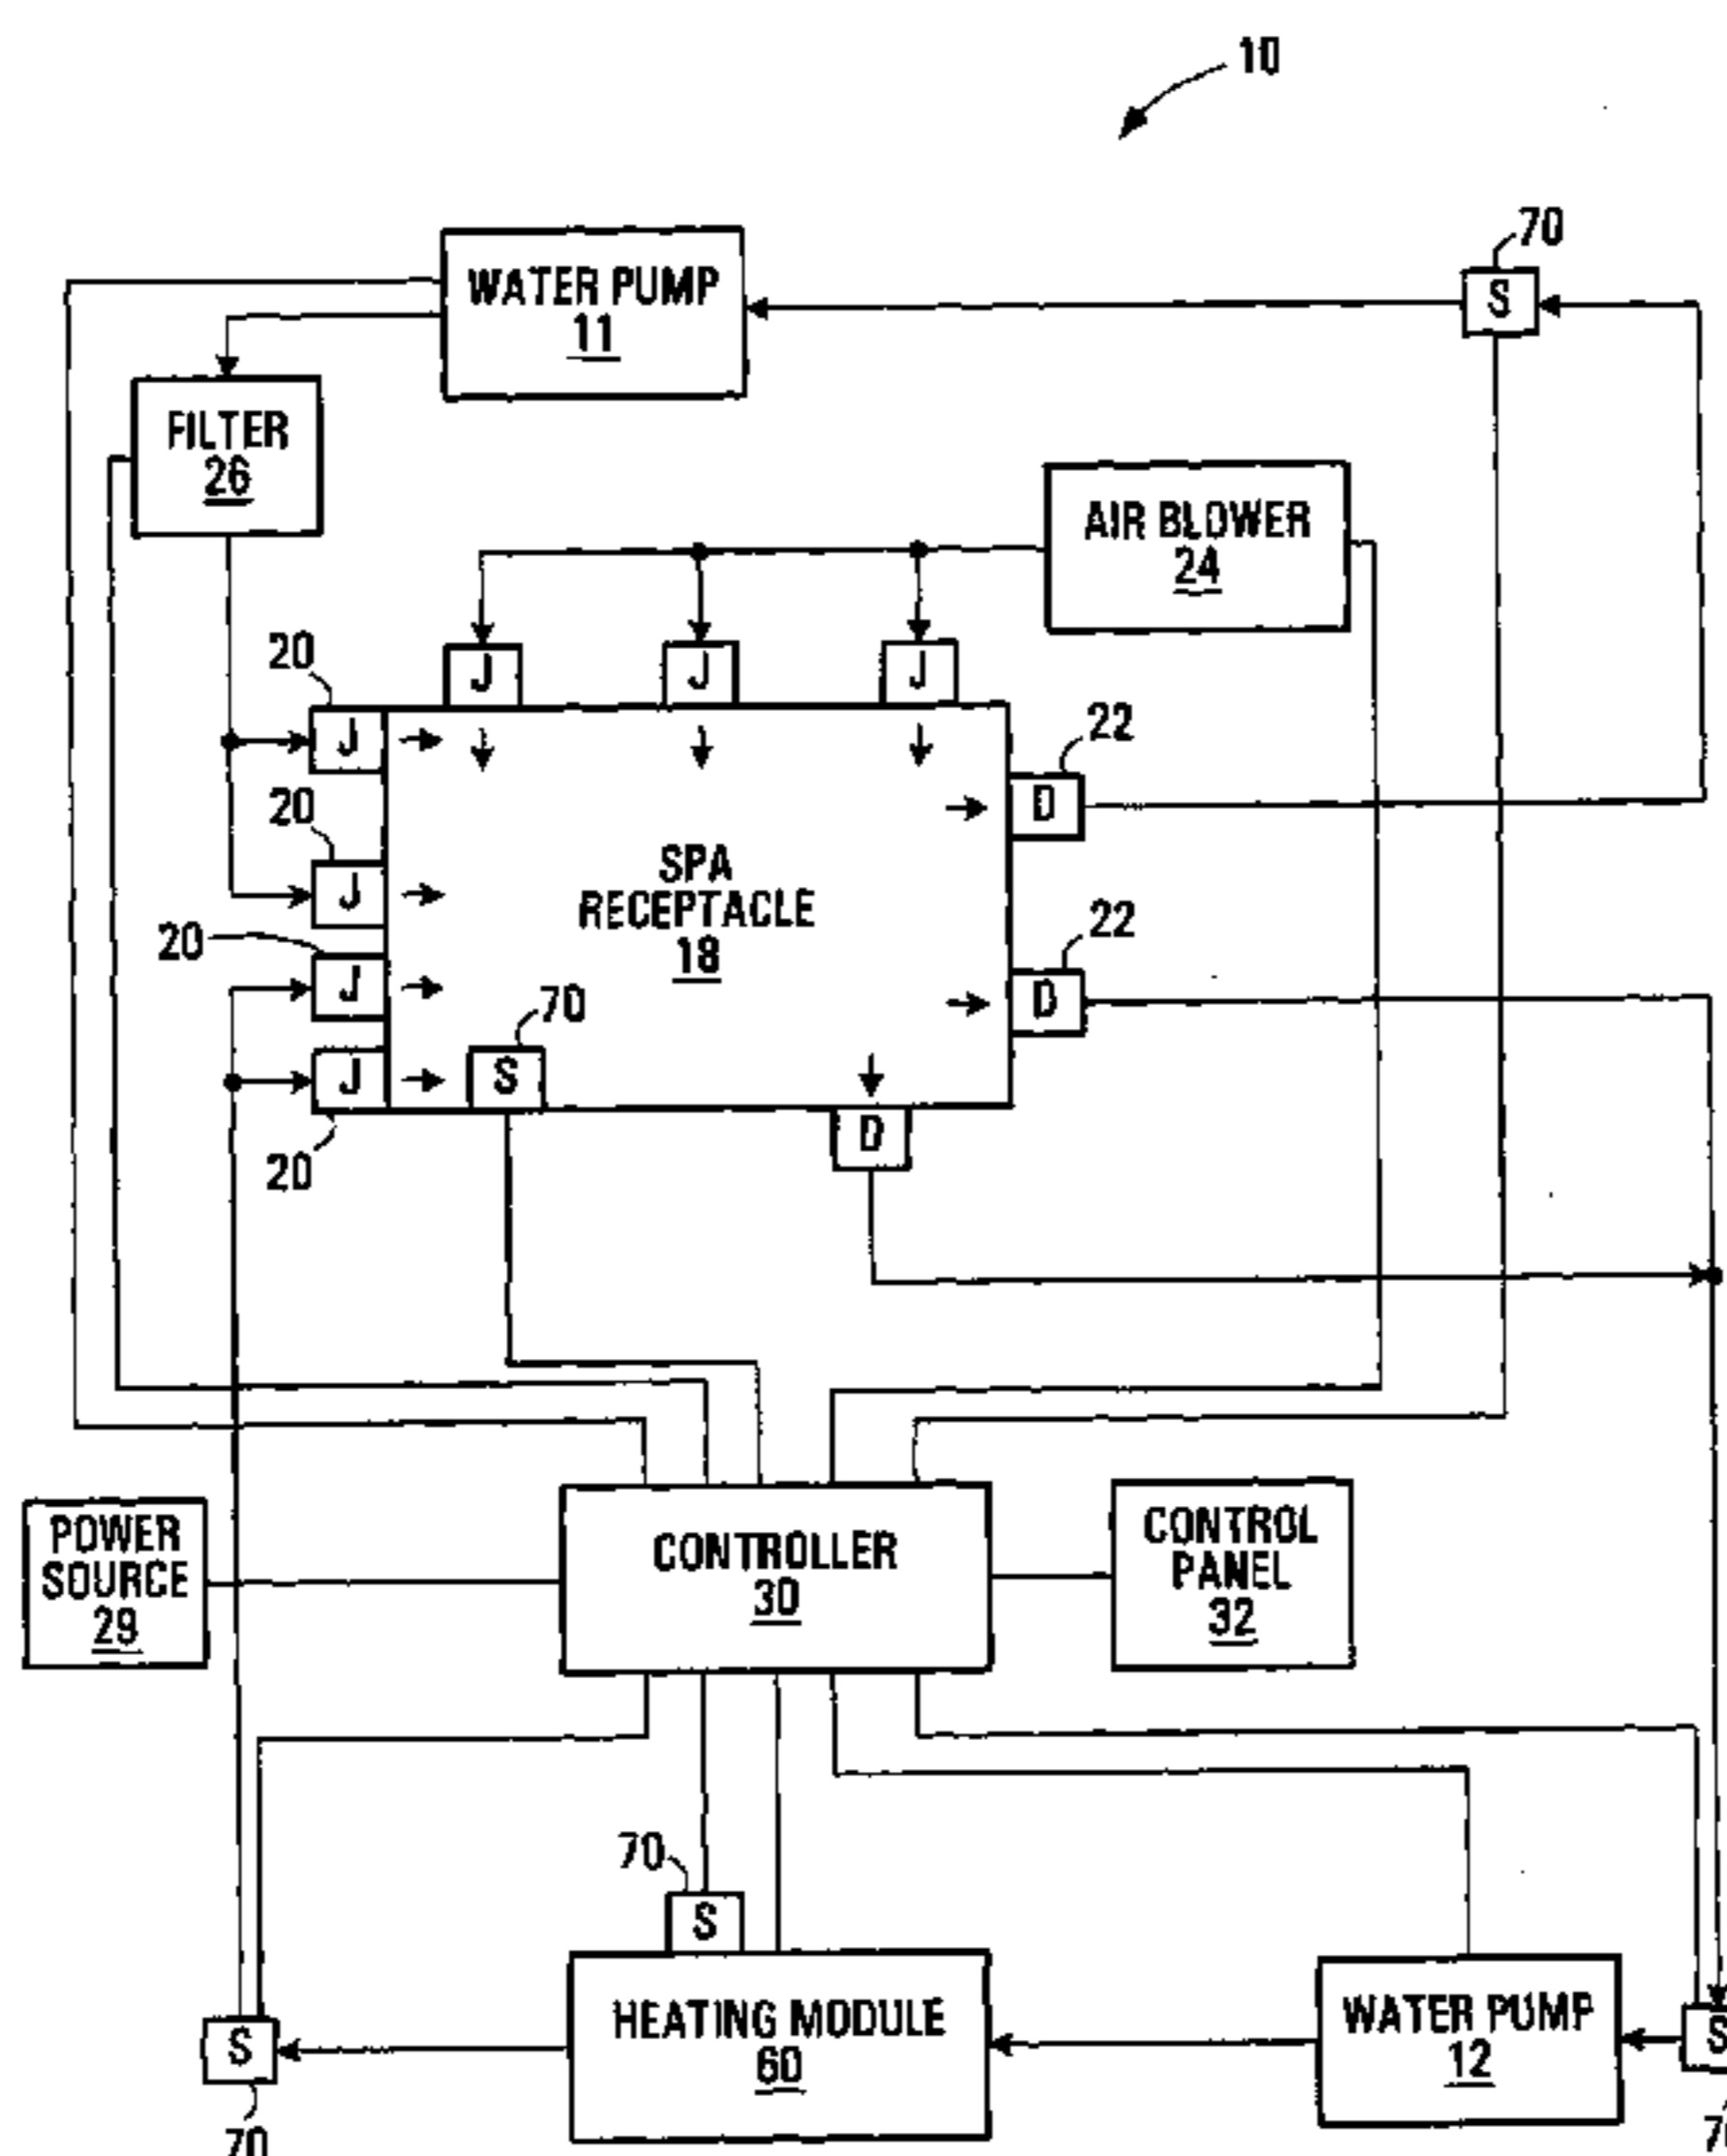 10
70
S
WATER PUMP
11
FILTER
26
AIR BLOWER
24
J
J
J
20
J
22
D
20
J
SPA
RECEPTACLE
18
22
D
20
J
70
S
J
20
D
POWER
SOURCE
29
CONTROLLER
30
CONTROL
PANEL
32
70
S
HEATING MODULE
60
WATER PUMP
12
S
S
70